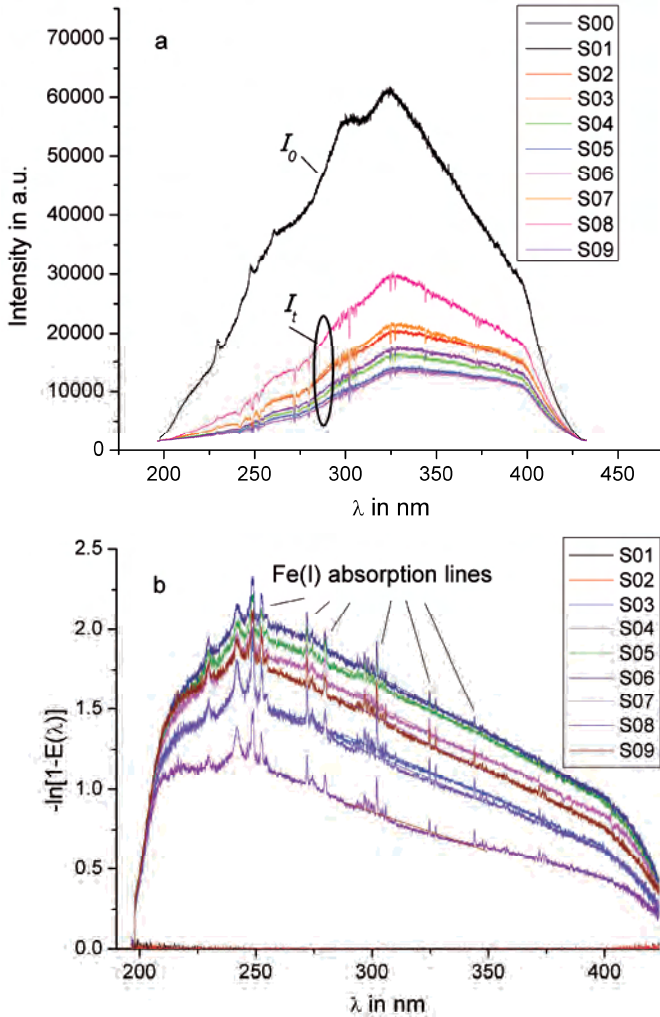 a
70000
60000
50000
40000
30000
20000
10000
0
Intensity in a.u.
I₀
Iₜ
S00
S01
S02
S03
S04
S05
S06
S07
S08
S09
200 250 300 350 400 450
λ in nm
b
2.5
2.0
1.5
1.0
0.5
0.0
-ln[1-E(λ)]
Fe(I) absorption lines
S01
S02
S03
S04
S05
S06
S07
S08
S09
200 250 300 350 400
λ in nm